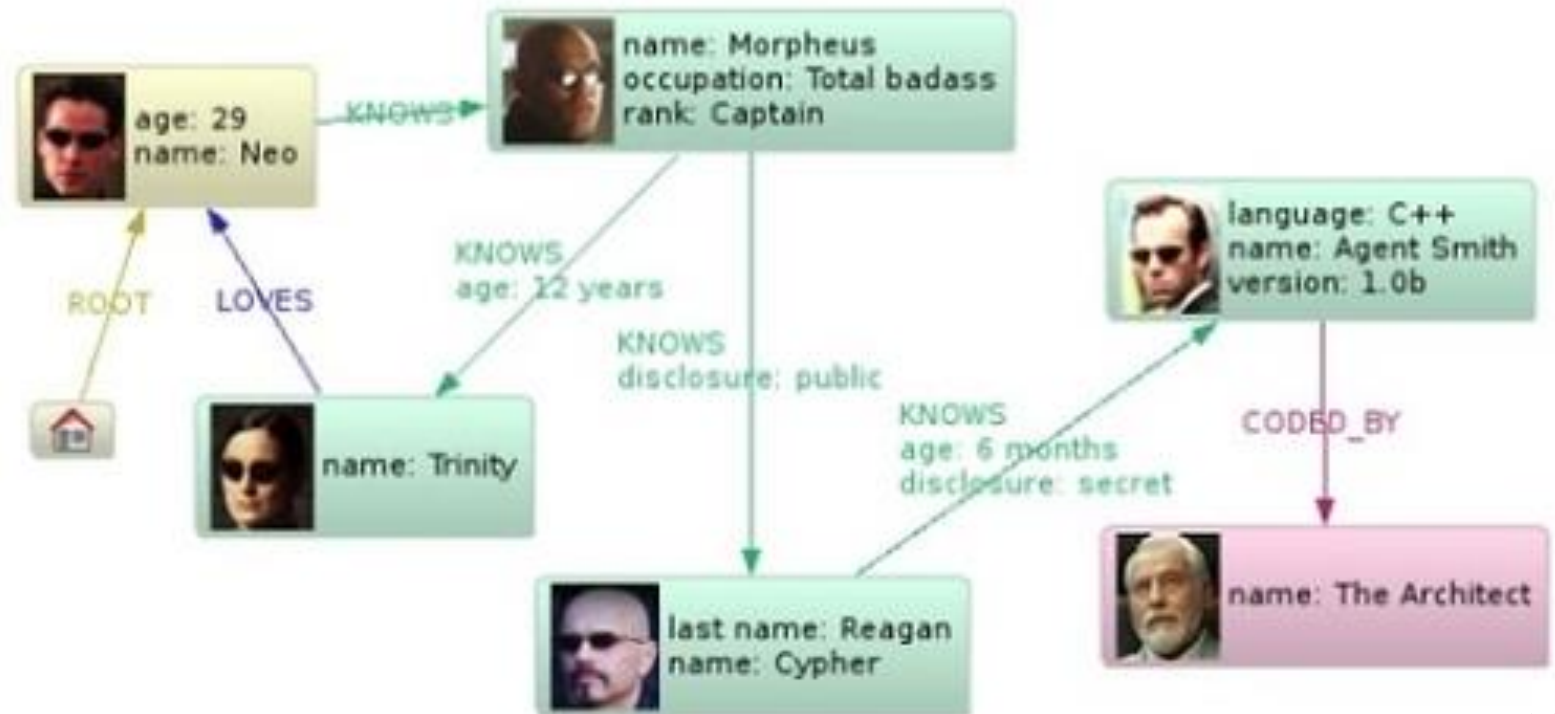 name: Morpheus
occupation: Total badass
rank: Captain
age: 29
name: Neo
KNOWS
language: C++
name: Agent Smith
version: 1.0b
KNOWS
age: 12 years
ROOT
LOVES
KNOWS
disclosure: public
KNOWS
age: 6 months
disclosure: secret
CODED_BY
name: Trinity
name: The Architect
last name: Reagan
name: Cypher